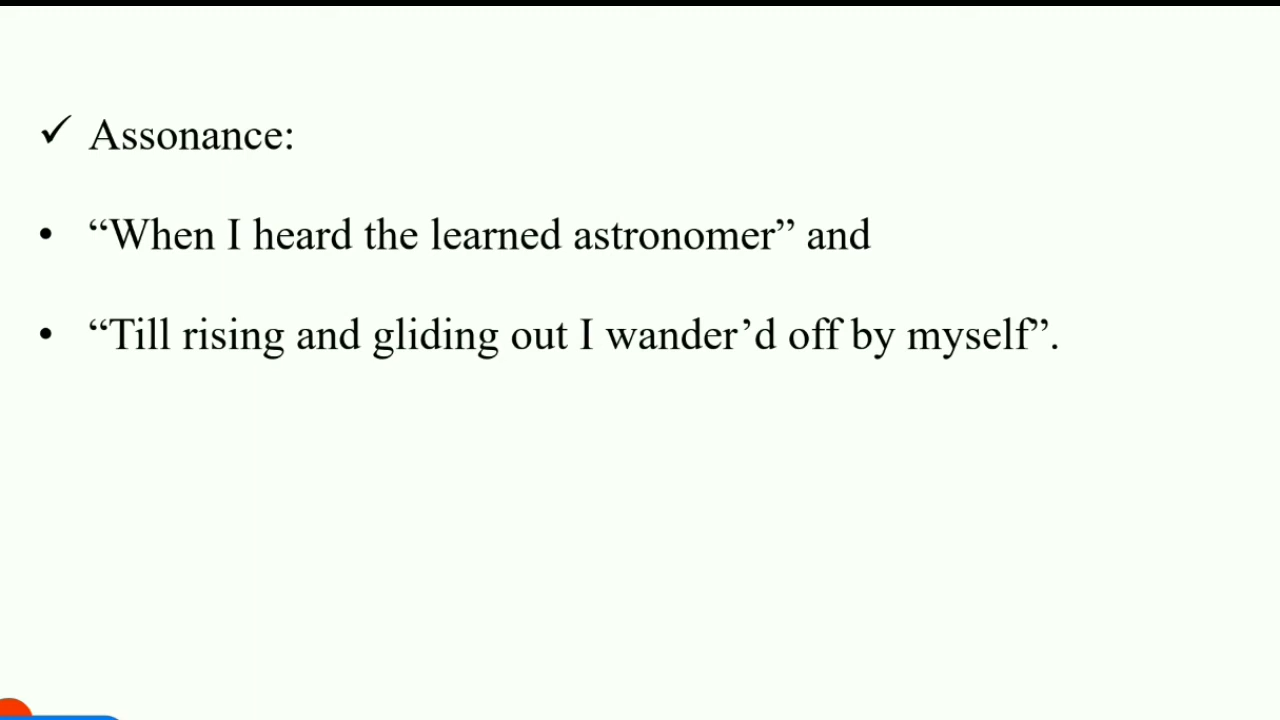 ✓ Assonance:
• “When I heard the learned astronomer” and
• “Till rising and gliding out I wander’d off by myself”.